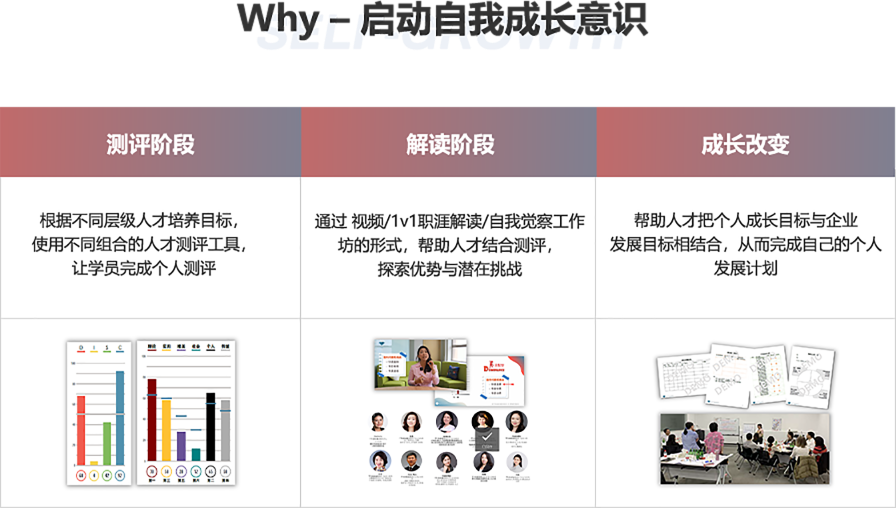 Why – 启动自我成长意识
SELF-GROWTH
测评阶段
解读阶段
成长改变
根据不同层级人才培养目标，
使用不同组合的人才测评工具，
让学员完成个人测评
通过 视频/1v1职涯解读/自我觉察工作
坊的形式，帮助人才结合测评，
探索优势与潜在挑战
帮助人才把个人成长目标与企业
发展目标相结合，从而完成自己的个人
发展计划
D I S C